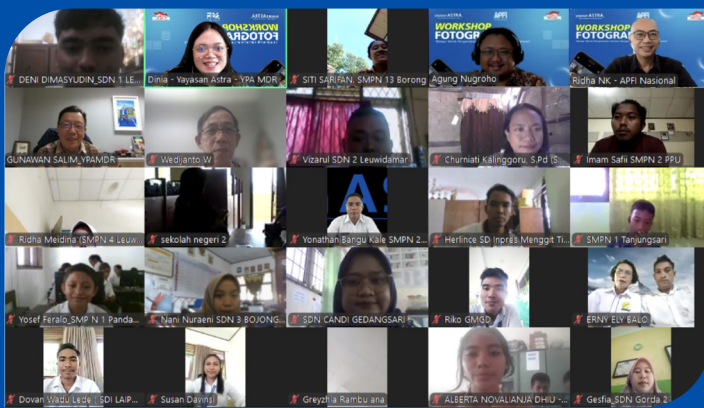 DENI DIMASYUDIN_SDN 1 LE...
Dinia - Yayasan Astra - YPA MDR
SITI SARIFAN. SMPN 13 Borong
WORKSHOP
FOTOGRA
Agung Nugroho
WORKSHOP
FOTOGRA
Ridha NK - APFI Nasional
GUNAWAN SALIM_YPAMDR
Wedijanto W
Vizarul SDN 2 Leuwidamar
Churniati Kalinggoru, S.Pd (S
Imam Safii SMPN 2 PPU
Ridha Meidina (SMPN 4 Leuw...
sekolah negeri 2
Yonathan Bangu Kale SMPN 2...
Herlince SD Inpres Menggit Ti...
SMPN 1 Tanjungsari
Yosef Feralo_SMP N 1 Panda...
Nani Nuraeni SDN 3 BOJONG...
SDN CANDI GEDANGSARI
Riko GMGD
ERNY ELY BALO
Dovan Wadu Lede ( SDI LAIP...
Susan Davinsi
Greyzhia Rambu ana
ALBERTA NOVALIANJA DHIU -...
Gesfia_SDN Gorda 2